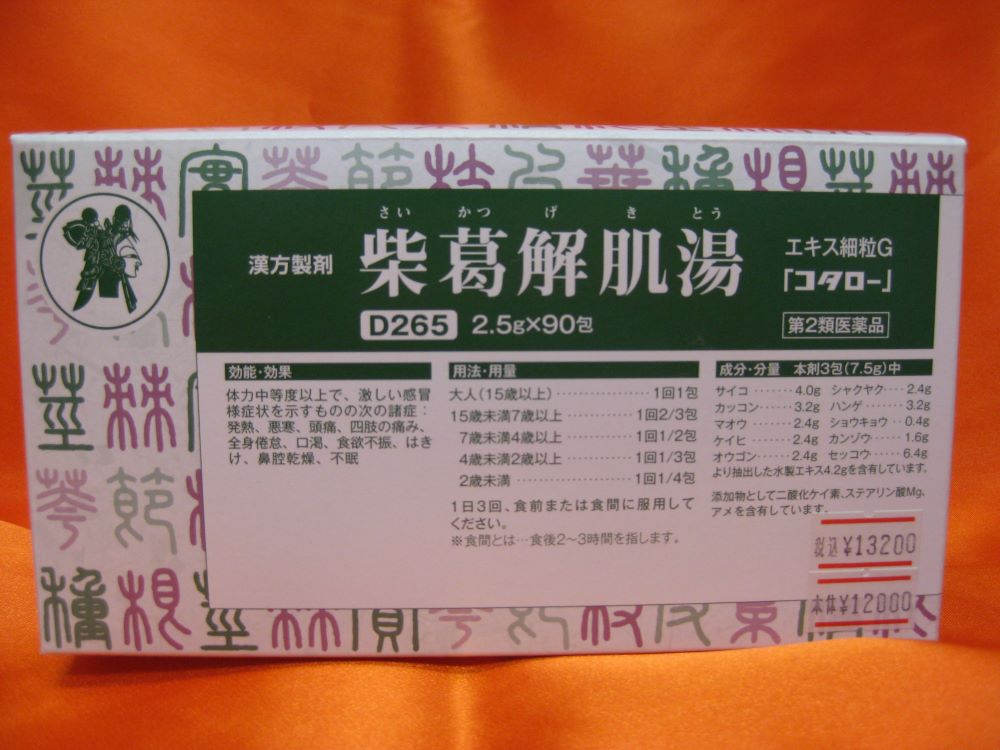 さい かつ げ き とう
漢方製剤 柴葛解肌湯
エキス細粒G
「コタロー」
D265 2.5g×90包
第2類医薬品
効能・効果
体力中等度以上で、激しい感冒
様症状を示すものの次の諸症：
発熱、悪寒、頭痛、四肢の痛み、
全身倦怠、口渇、食欲不振、はき
け、鼻腔乾燥、不眠
用法・用量
大人(15歳以上)……………1回1包
15歳未満7歳以上……………1回2/3包
7歳未満4歳以上……………1回1/2包
4歳未満2歳以上……………1回1/3包
2歳未満……………1回1/4包
1日3回、食前または食間に服用して
ください。
※食間とは…食後2〜3時間を指します。
成分・分量 本剤3包(7.5g)中
サイコ……4.0g シャクヤク…2.4g
カッコン……3.2g ハンゲ……3.2g
マオウ……2.4g ショウキョウ…0.4g
ケイヒ……2.4g カンゾウ……1.6g
オウゴン……2.4g セッコウ……6.4g
より抽出した水製エキス4.2gを含有しています。
添加物として二酸化ケイ素、ステアリン酸Mg、
アメを含有しています。
税込¥13200
本体¥12000